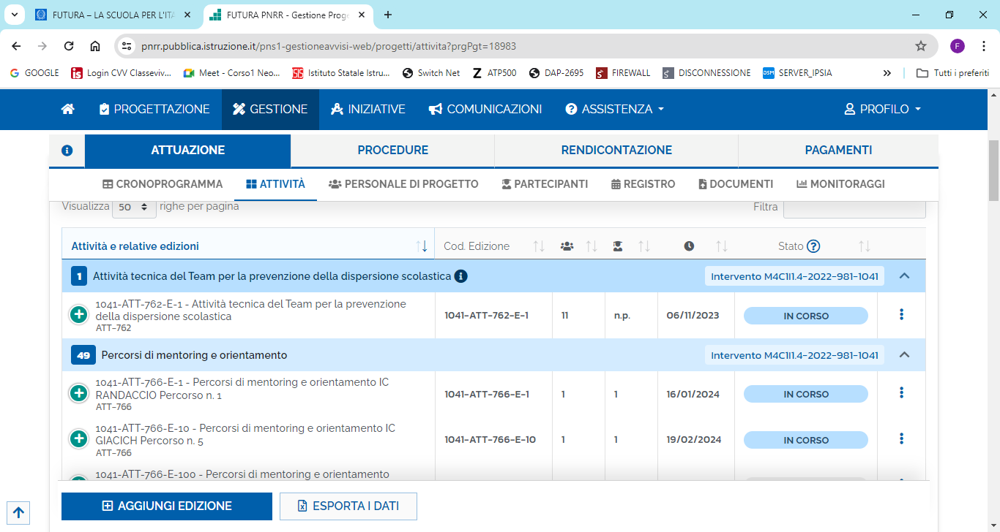 FUTURA – LA SCUOLA PER L'ITA
FUTURA PNRR - Gestione Proge
pnrr.pubblica.istruzione.it/pns1-gestioneavvisi-web/progetti/attivita?prgPgt=18983
F
GOOGLE
Login CVV Classeviv...
Meet - Corso1 Neo...
Istituto Statale Istru...
Switch Net
ATP500
DAP-2695
FIREWALL
DISCONNESSIONE
SERVER_IPSIA
Tutti i preferiti
PROGETTAZIONE
GESTIONE
INIZIATIVE
COMUNICAZIONI
ASSISTENZA
PROFILO
ATTUAZIONE
PROCEDURE
RENDICONTAZIONE
PAGAMENTI
CRONOPROGRAMMA
ATTIVITÀ
PERSONALE DI PROGETTO
PARTECIPANTI
REGISTRO
DOCUMENTI
MONITORAGGI
Visualizza 50 righe per pagina
Filtra
Attività e relative edizioni
Cod. Edizione
Stato
1 Attività tecnica del Team per la prevenzione della dispersione scolastica
Intervento M4C1I1.4-2022-981-1041
1041-ATT-762-E-1 - Attività tecnica del Team per la prevenzione
della dispersione scolastica
ATT-762
1041-ATT-762-E-1
11
n.p.
06/11/2023
IN CORSO
49 Percorsi di mentoring e orientamento
Intervento M4C1I1.4-2022-981-1041
1041-ATT-766-E-1 - Percorsi di mentoring e orientamento IC
RANDACCIO Percorso n. 1
ATT-766
1041-ATT-766-E-1
1
1
16/01/2024
IN CORSO
1041-ATT-766-E-10 - Percorsi di mentoring e orientamento IC
GIACICH Percorso n. 5
ATT-766
1041-ATT-766-E-10
1
1
19/02/2024
IN CORSO
1041-ATT-766-E-100 - Percorsi di mentoring e orientamento
AGGIUNGI EDIZIONE
ESPORTA I DATI